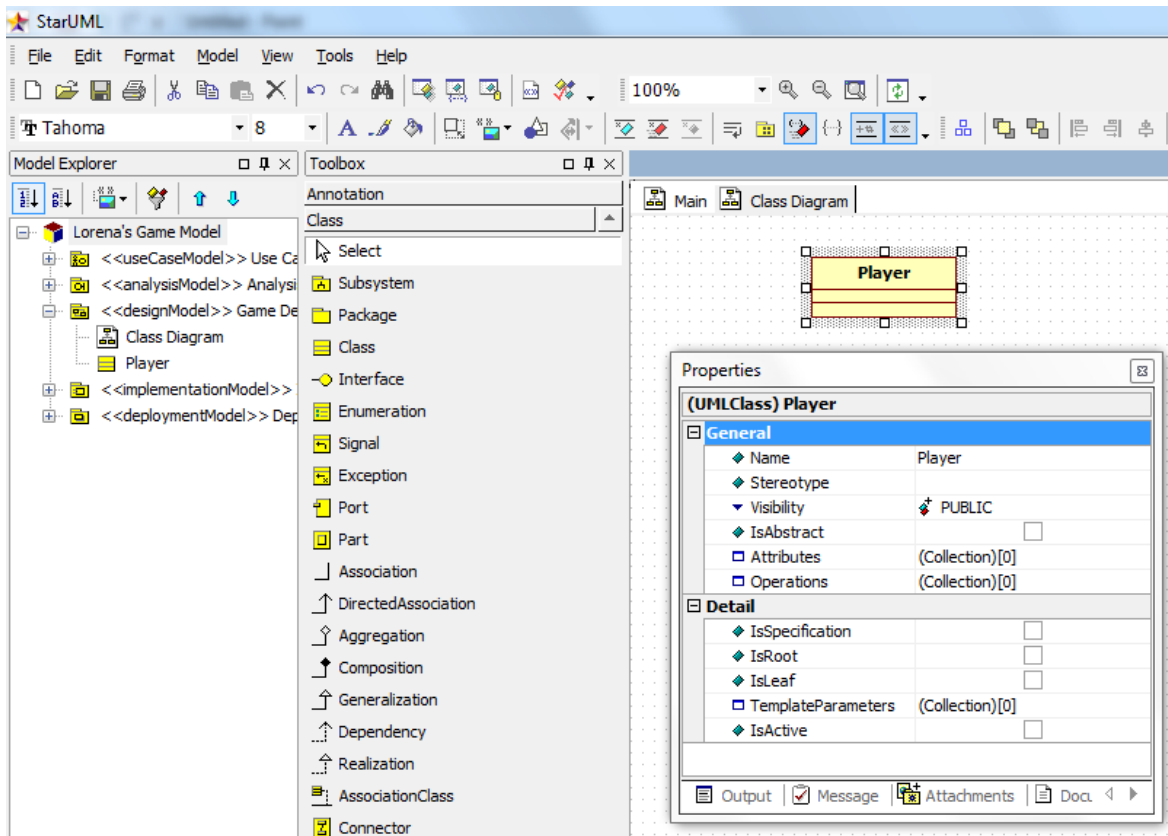 StarUML
File Edit Format Model View Tools Help
100%
Tahoma 8
Model Explorer
Lorena's Game Model
<<useCaseModel>> Use Ca
<<analysisModel>> Analysi
<<designModel>> Game De
Class Diagram
Player
<<implementationModel>>
<<deploymentModel>> Dep
Toolbox
Annotation
Class
Select
Subsystem
Package
Class
Interface
Enumeration
Signal
Exception
Port
Part
Association
DirectedAssociation
Aggregation
Composition
Generalization
Dependency
Realization
AssociationClass
Connector
Main Class Diagram
Player
Properties
(UMLClass) Player
General
Name Player
Stereotype
Visibility PUBLIC
IsAbstract
Attributes (Collection)[0]
Operations (Collection)[0]
Detail
IsSpecification
IsRoot
IsLeaf
TemplateParameters (Collection)[0]
IsActive
Output Message Attachments Docu